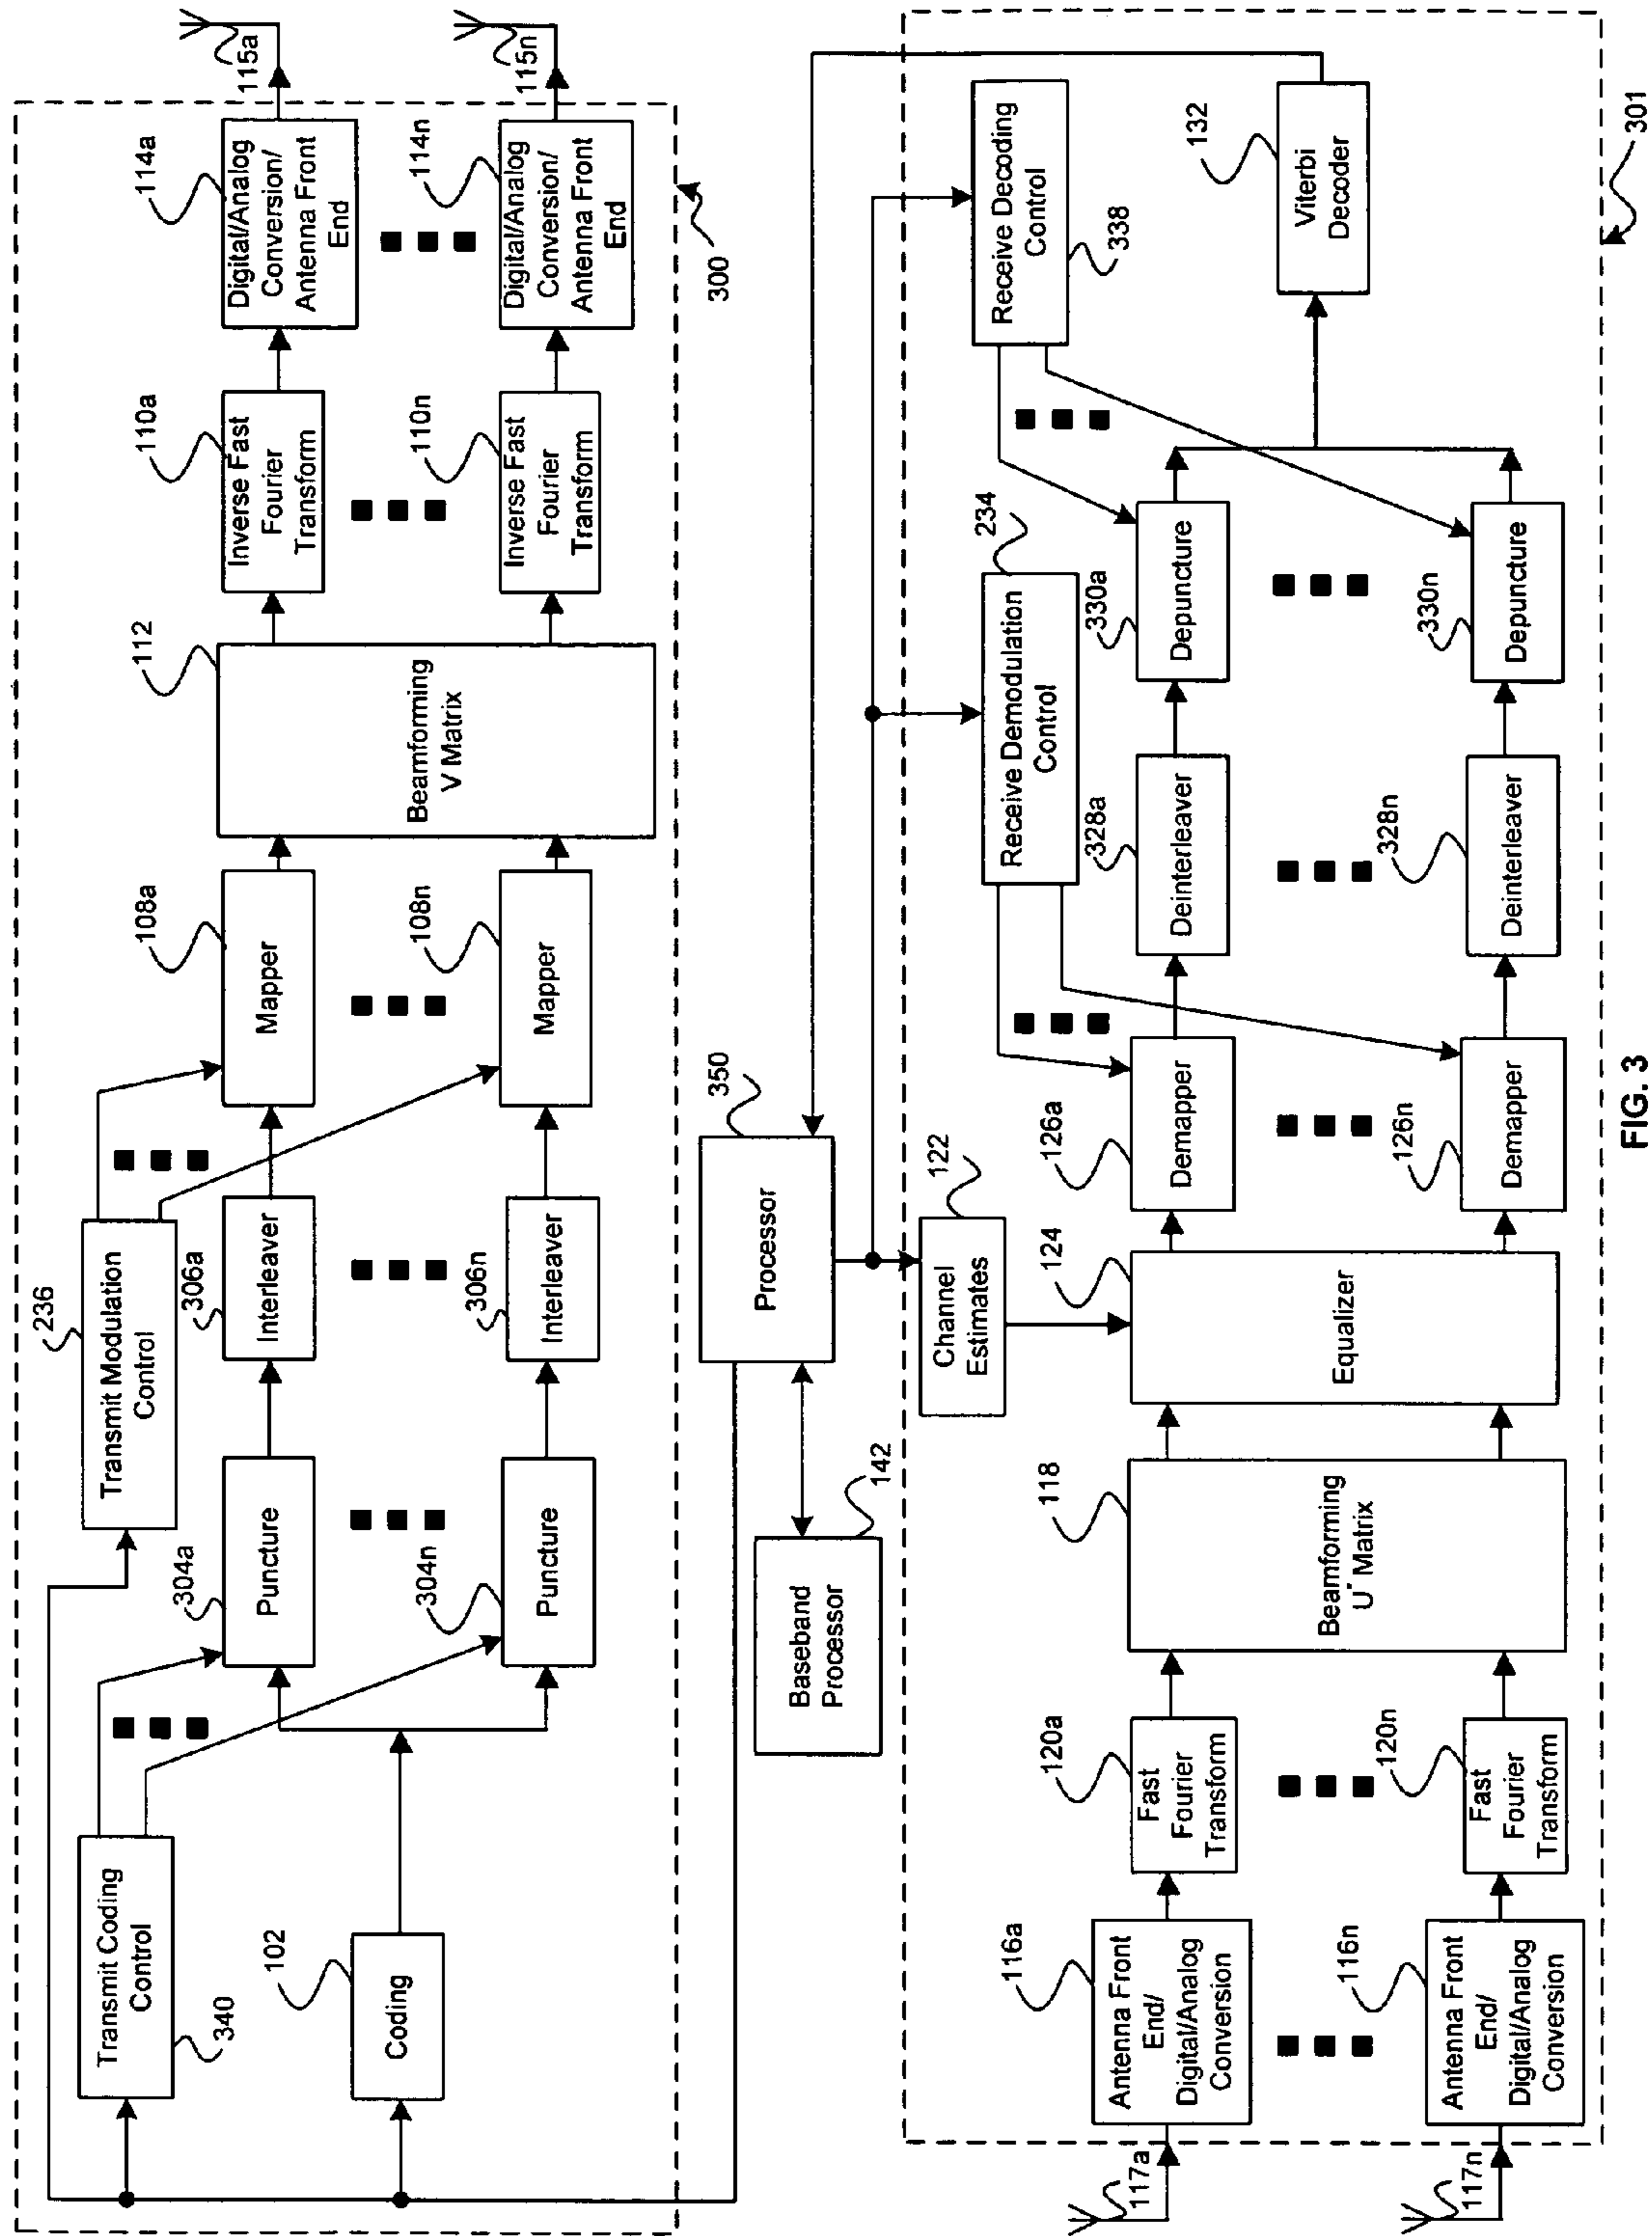 Transmit Coding
Control
340
Coding
102
Transmit Modulation
Control
236
Puncture
304a
Puncture
304n
Interleaver
306a
Interleaver
306n
Mapper
108a
Mapper
108n
Beamforming
V Matrix
112
Inverse Fast
Fourier
Transform
110a
Inverse Fast
Fourier
Transform
110n
Digital/Analog
Conversion/
Antenna Front
End
114a
Digital/Analog
Conversion/
Antenna Front
End
114n
115a
115n
300
Baseband
Processor
142
Processor
350
117a
117n
Antenna Front
End/
Digital/Analog
Conversion
116a
Antenna Front
End/
Digital/Analog
Conversion
116n
Fast
Fourier
Transform
120a
Fast
Fourier
Transform
120n
Beamforming
U* Matrix
118
Channel
Estimates
122
Equalizer
124
Demapper
126a
Demapper
126n
Receive Demodulation
Control
234
Deinterleaver
328a
Deinterleaver
328n
Depuncture
330a
Depuncture
330n
Receive Decoding
Control
338
Viterbi
Decoder
132
301
FIG. 3